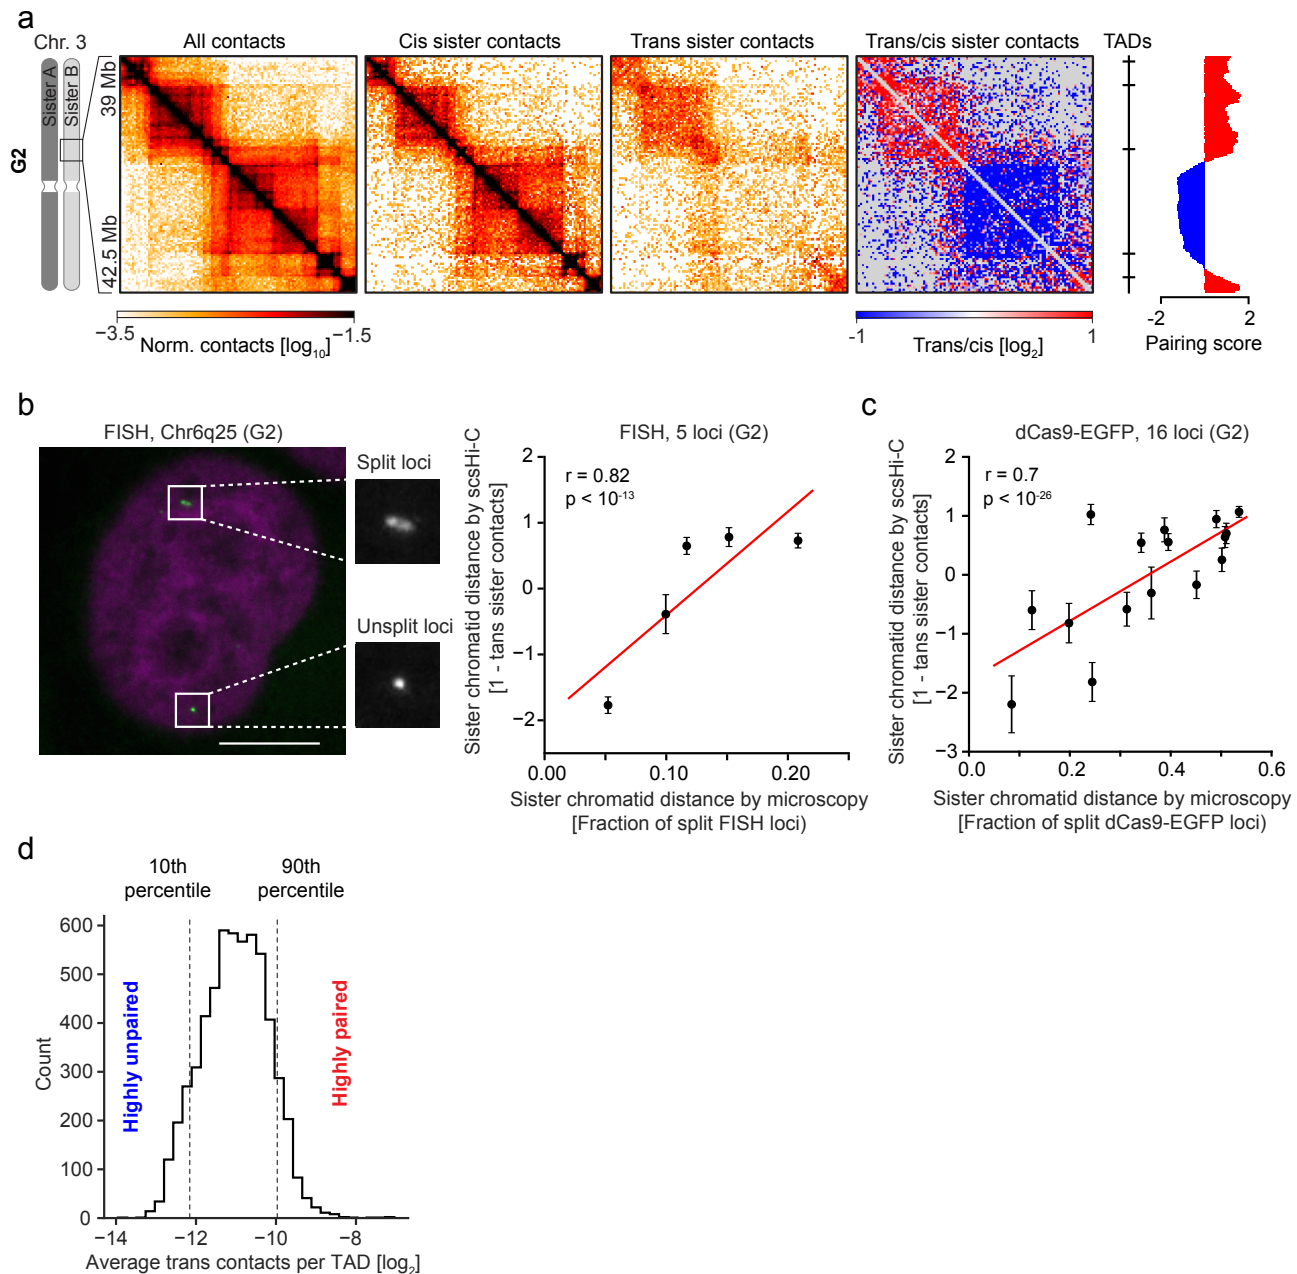 a
Chr. 3
All contacts
Cis sister contacts
Trans sister contacts
Trans/cis sister contacts
TADs
G2
Sister A
Sister B
39 Mb
42.5 Mb
−3.5
−1.5
Norm. contacts [log10]
-1
1
Trans/cis [log2]
-2
2
Pairing score
b
FISH, Chr6q25 (G2)
Split loci
Unsplit loci
FISH, 5 loci (G2)
r = 0.82
p < 10-13
Sister chromatid distance by scsHi-C
[1 - tans sister contacts]
2
1
0
−1
−2
0.00
0.10
0.20
Sister chromatid distance by microscopy
[Fraction of split FISH loci)
c
dCas9-EGFP, 16 loci (G2)
r = 0.7
p < 10-26
Sister chromatid distance by scsHi-C
[1 - tans sister contacts]
2
1
0
−1
−2
−3
0.0
0.2
0.4
0.6
Sister chromatid distance by microscopy
[Fraction of split dCas9-EGFP loci)
d
10th
percentile
90th
percentile
Highly unpaired
Highly paired
Count
600
500
400
300
200
100
0
−14
−12
−10
−8
Average trans contacts per TAD [log2]